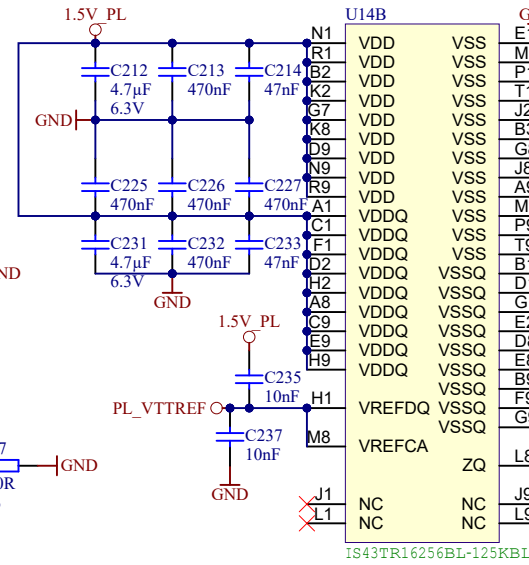 1.5V_PL
U14B
C212
4.7µF
6.3V
C213
470nF
C214
47nF
GND
C225
470nF
C226
470nF
C227
470nF
C231
4.7µF
6.3V
C232
470nF
C233
47nF
GND
GND
1.5V_PL
C235
10nF
PL_VTTREF
C237
10nF
GND
GND
N1 VDD VSS
R1 VDD VSS
B2 VDD VSS
K2 VDD VSS
G7 VDD VSS
K8 VDD VSS
D9 VDD VSS
N9 VDD VSS
R9 VDD VSS
A1 VDDQ VSS
C1 VDDQ VSS
F1 VDDQ VSS
D2 VDDQ VSSQ
H2 VDDQ VSSQ
A8 VDDQ VSSQ
C9 VDDQ VSSQ
E9 VDDQ VSSQ
H9 VDDQ VSSQ
VSSQ
H1 VREFDQ VSSQ
VSSQ
M8 VREFCA
ZQ
J1 NC NC J9
L1 NC NC L9
IS43TR16256BL-125KBL